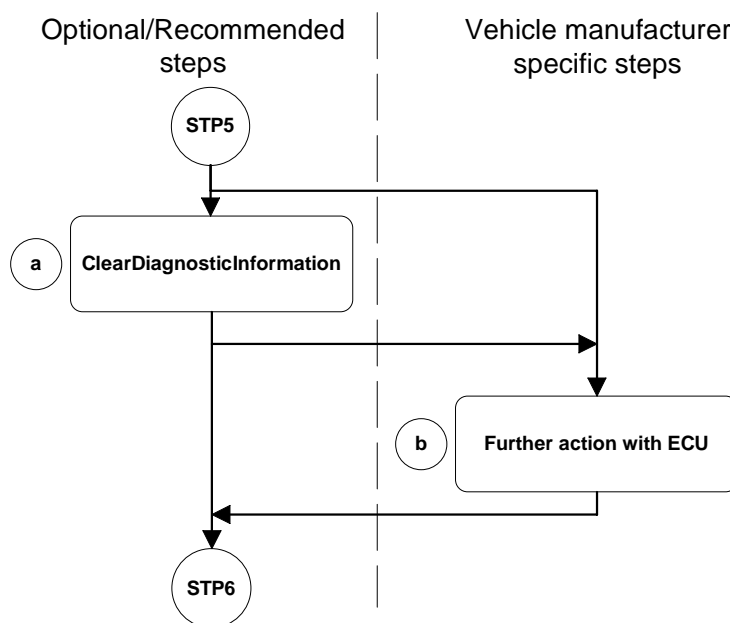 Optional/Recommended
steps
Vehicle manufacturer
specific steps
STP5
a
ClearDiagnosticInformation
b
Further action with ECU
STP6